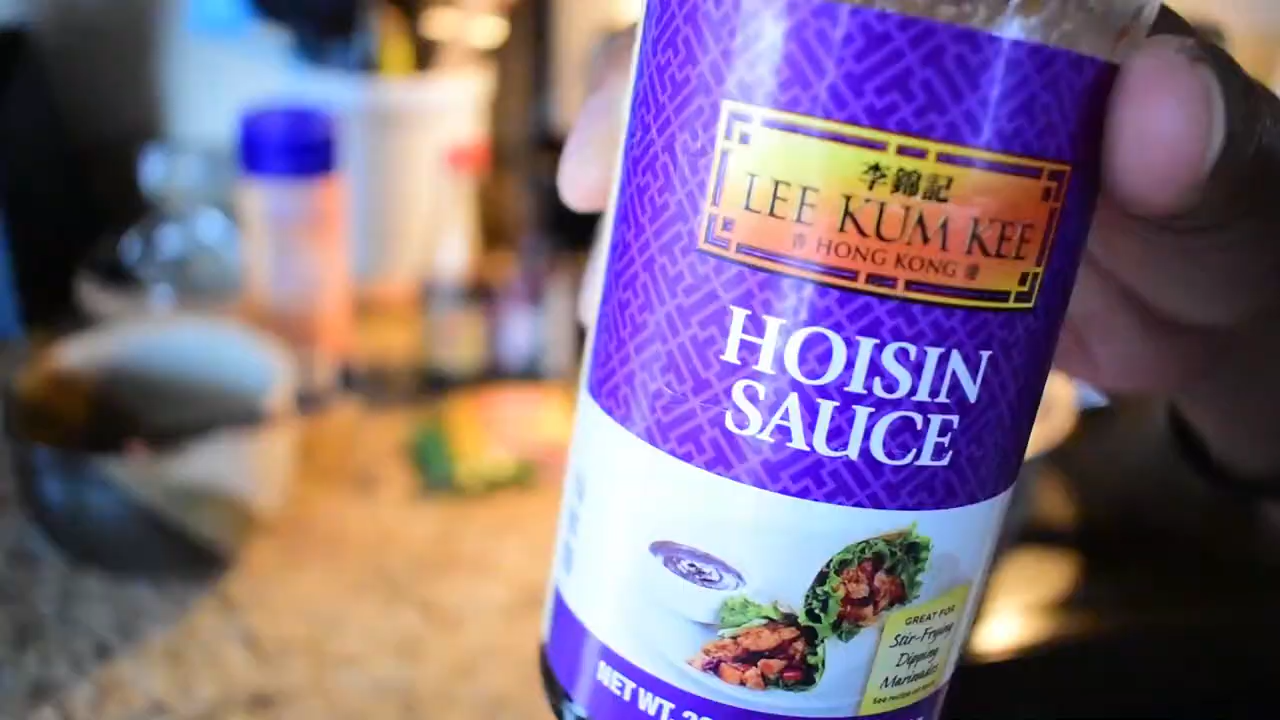 李錦記
LEE KUM KEE
HONG KONG
HOISIN
SAUCE
GREAT FOR
Stir-Frying
Dipping
Marinades
NET WT.